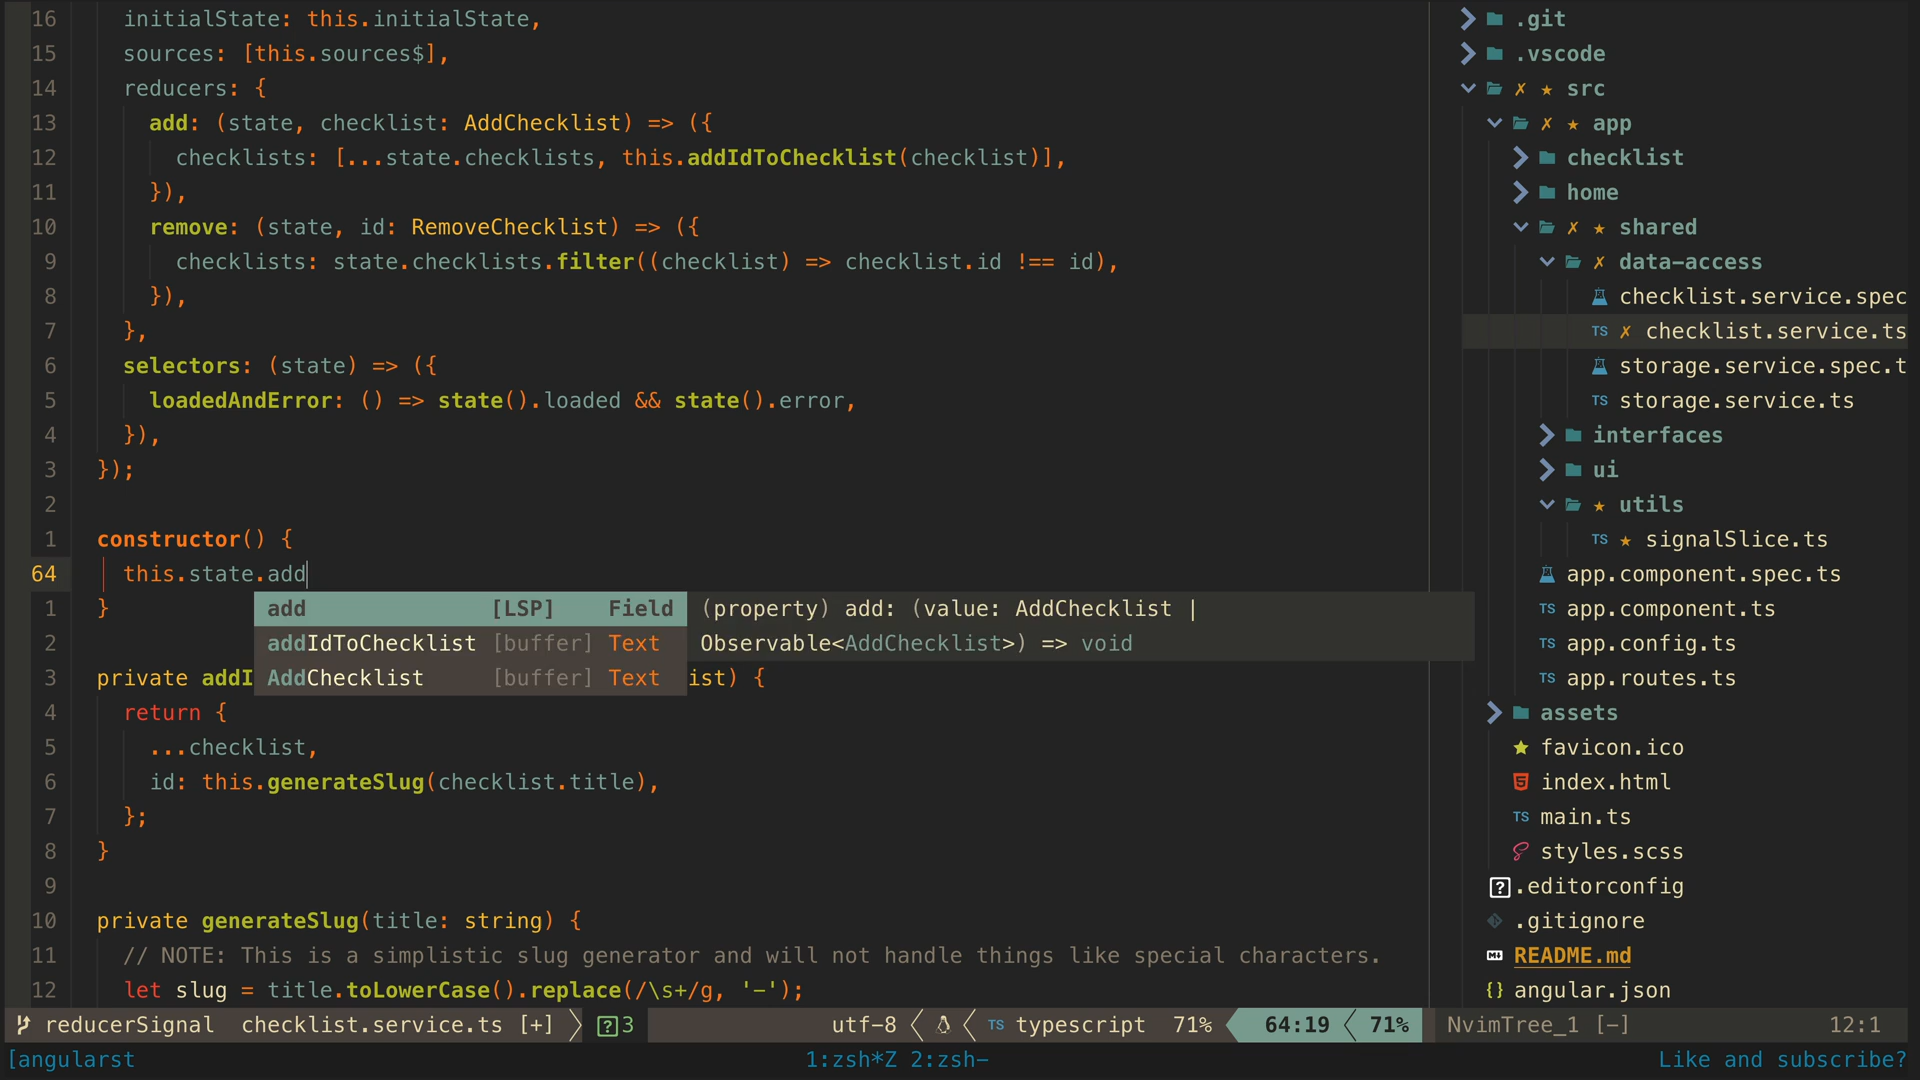 16 initialState: this.initialState,
15 sources: [this.sources$],
14 reducers: {
13 add: (state, checklist: AddChecklist) => ({
12 checklists: [...state.checklists, this.addIdToChecklist(checklist)],
11 }),
10 remove: (state, id: RemoveChecklist) => ({
9 checklists: state.checklists.filter((checklist) => checklist.id !== id),
8 }),
7 },
6 selectors: (state) => ({
5 loadedAndError: () => state().loaded && state().error,
4 }),
3 });
2
1 constructor() {
64 this.state.add
1 }
2
3 private addI
ist) {
4 return {
5 ...checklist,
6 id: this.generateSlug(checklist.title),
7 };
8 }
9
10 private generateSlug(title: string) {
11 // NOTE: This is a simplistic slug generator and will not handle things like special characters.
12 let slug = title.toLowerCase().replace(/\s+/g, '-');
add [LSP] Field
addIdToChecklist [buffer] Text
AddChecklist [buffer] Text
(property) add: (value: AddChecklist |
Observable<AddChecklist>) => void
.git
.vscode
✗ ★ src
✗ ★ app
checklist
home
✗ ★ shared
✗ data-access
checklist.service.spec
TS ✗ checklist.service.ts
storage.service.spec.t
TS storage.service.ts
interfaces
ui
★ utils
TS ★ signalSlice.ts
app.component.spec.ts
TS app.component.ts
TS app.config.ts
TS app.routes.ts
assets
favicon.ico
index.html
TS main.ts
styles.scss
.editorconfig
.gitignore
README.md
{} angular.json
reducerSignal checklist.service.ts [+] 3 utf-8 TS typescript 71% 64:19 71%
NvimTree_1 [-] 12:1
[angularst 1:zsh*Z 2:zsh- Like and subscribe?